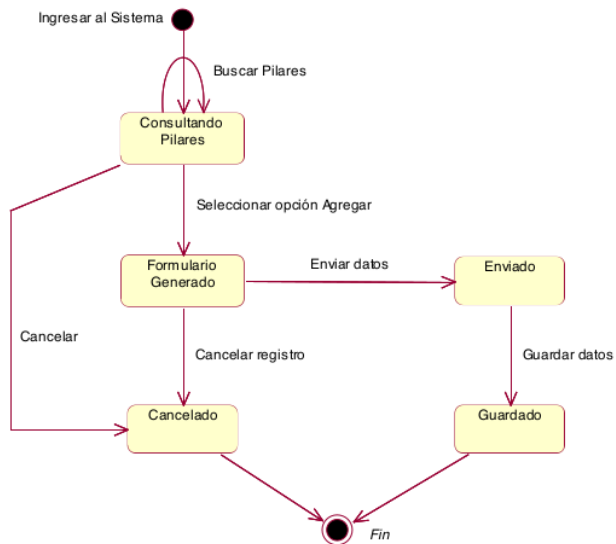 Ingresar al Sistema
Buscar Pilares
Consultando
Pilares
Seleccionar opción Agregar
Formulario
Generado
Enviar datos
Enviado
Cancelar
Cancelar registro
Guardar datos
Cancelado
Guardado
Fin